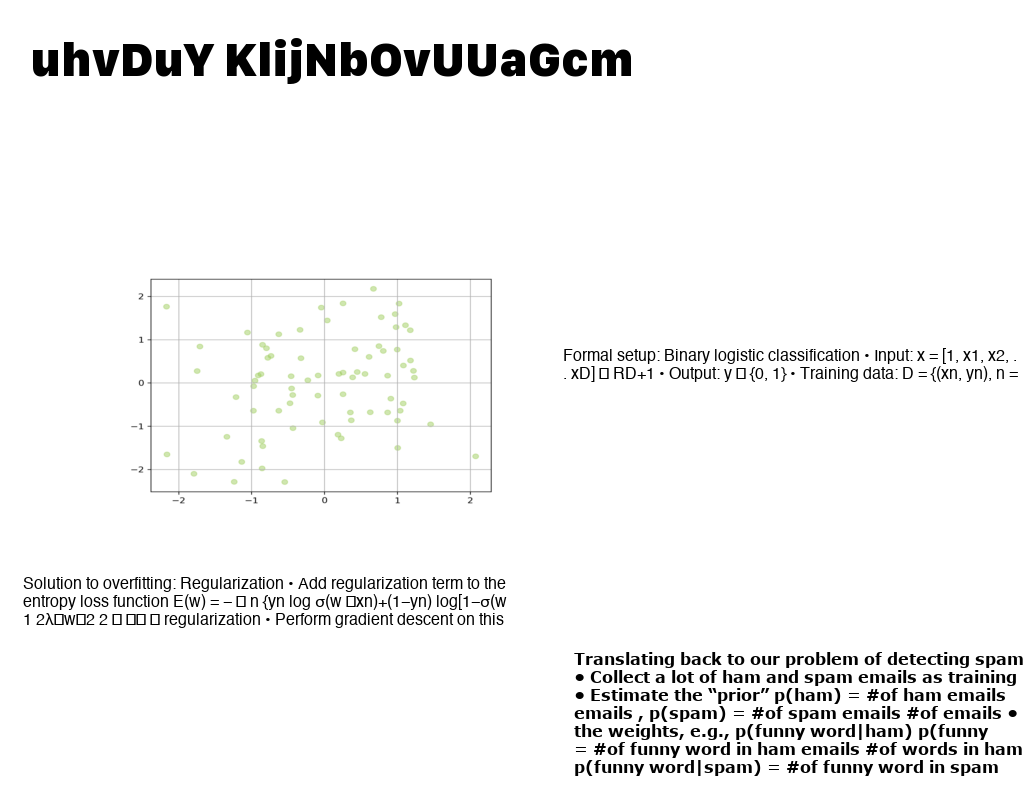 uhvDuY KlijNbOvUUaGcm
2
1
0
−1
−2
−2 −1 0 1 2
Formal setup: Binary logistic classification • Input: x = [1, x1, x2, .
. xD] RD+1 • Output: y {0, 1} • Training data: D = {(xn, yn), n =
Solution to overfitting: Regularization • Add regularization term to the
entropy loss function E(w) = – n {yn log σ(w xn)+(1–yn) log[1–σ(w
1 2λ w 2 2 regularization • Perform gradient descent on this
Translating back to our problem of detecting spam
• Collect a lot of ham and spam emails as training
• Estimate the “prior” p(ham) = #of ham emails
emails , p(spam) = #of spam emails #of emails •
the weights, e.g., p(funny word|ham) p(funny
= #of funny word in ham emails #of words in ham
p(funny word|spam) = #of funny word in spam